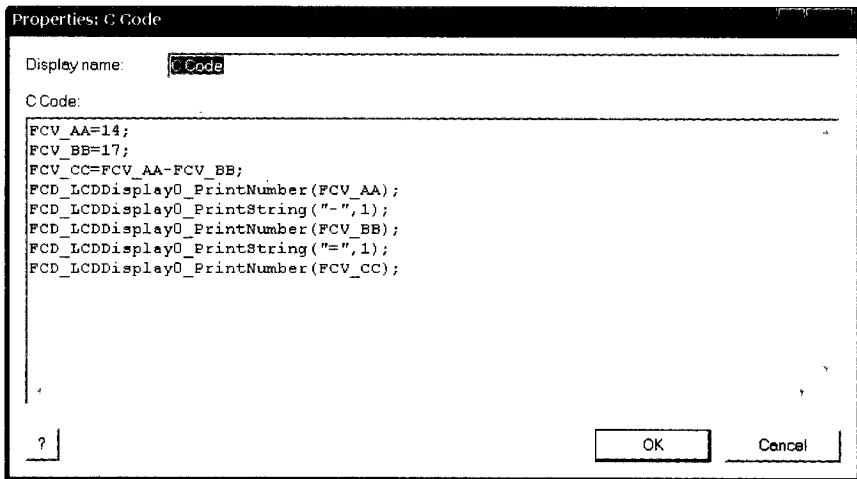 Properties: C Code
Display name: C Code
C Code:
FCV_AA=14;
FCV_BB=17;
FCV_CC=FCV_AA-FCV_BB;
FCD_LCDDisplay0_PrintNumber(FCV_AA);
FCD_LCDDisplay0_PrintString("-",1);
FCD_LCDDisplay0_PrintNumber(FCV_BB);
FCD_LCDDisplay0_PrintString("=",1);
FCD_LCDDisplay0_PrintNumber(FCV_CC);
? OK Cancel